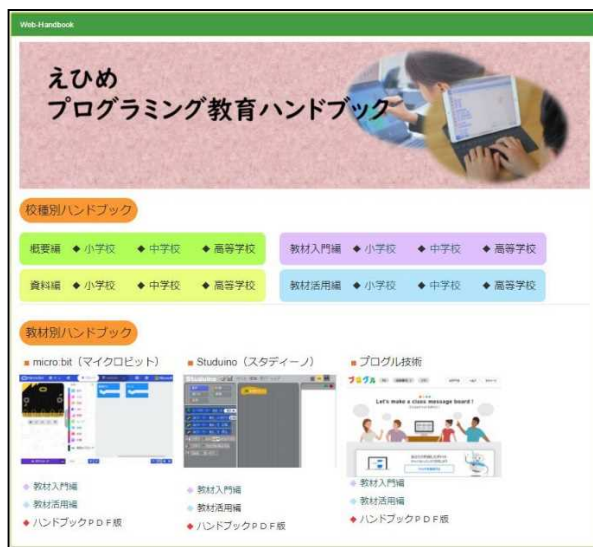 Web-Handbook
えひめ
プログラミング教育ハンドブック
校種別ハンドブック
概要編 ◆ 小学校 ◆ 中学校 ◆ 高等学校
教材入門編 ◆ 小学校 ◆ 中学校 ◆ 高等学校
資料編 ◆ 小学校 ◆ 中学校 ◆ 高等学校
教材活用編 ◆ 小学校 ◆ 中学校 ◆ 高等学校
教材別ハンドブック
■ micro:bit（マイクロビット）
■ Studuino（スタディーノ）
■ プログル技術
Studuino
プログル
Let's make a class message board !
◆ 教材入門編
◆ 教材活用編
◆ ハンドブックＰＤＦ版
◆ 教材入門編
◆ 教材活用編
◆ ハンドブックＰＤＦ版
◆ 教材入門編
◆ 教材活用編
◆ ハンドブックＰＤＦ版